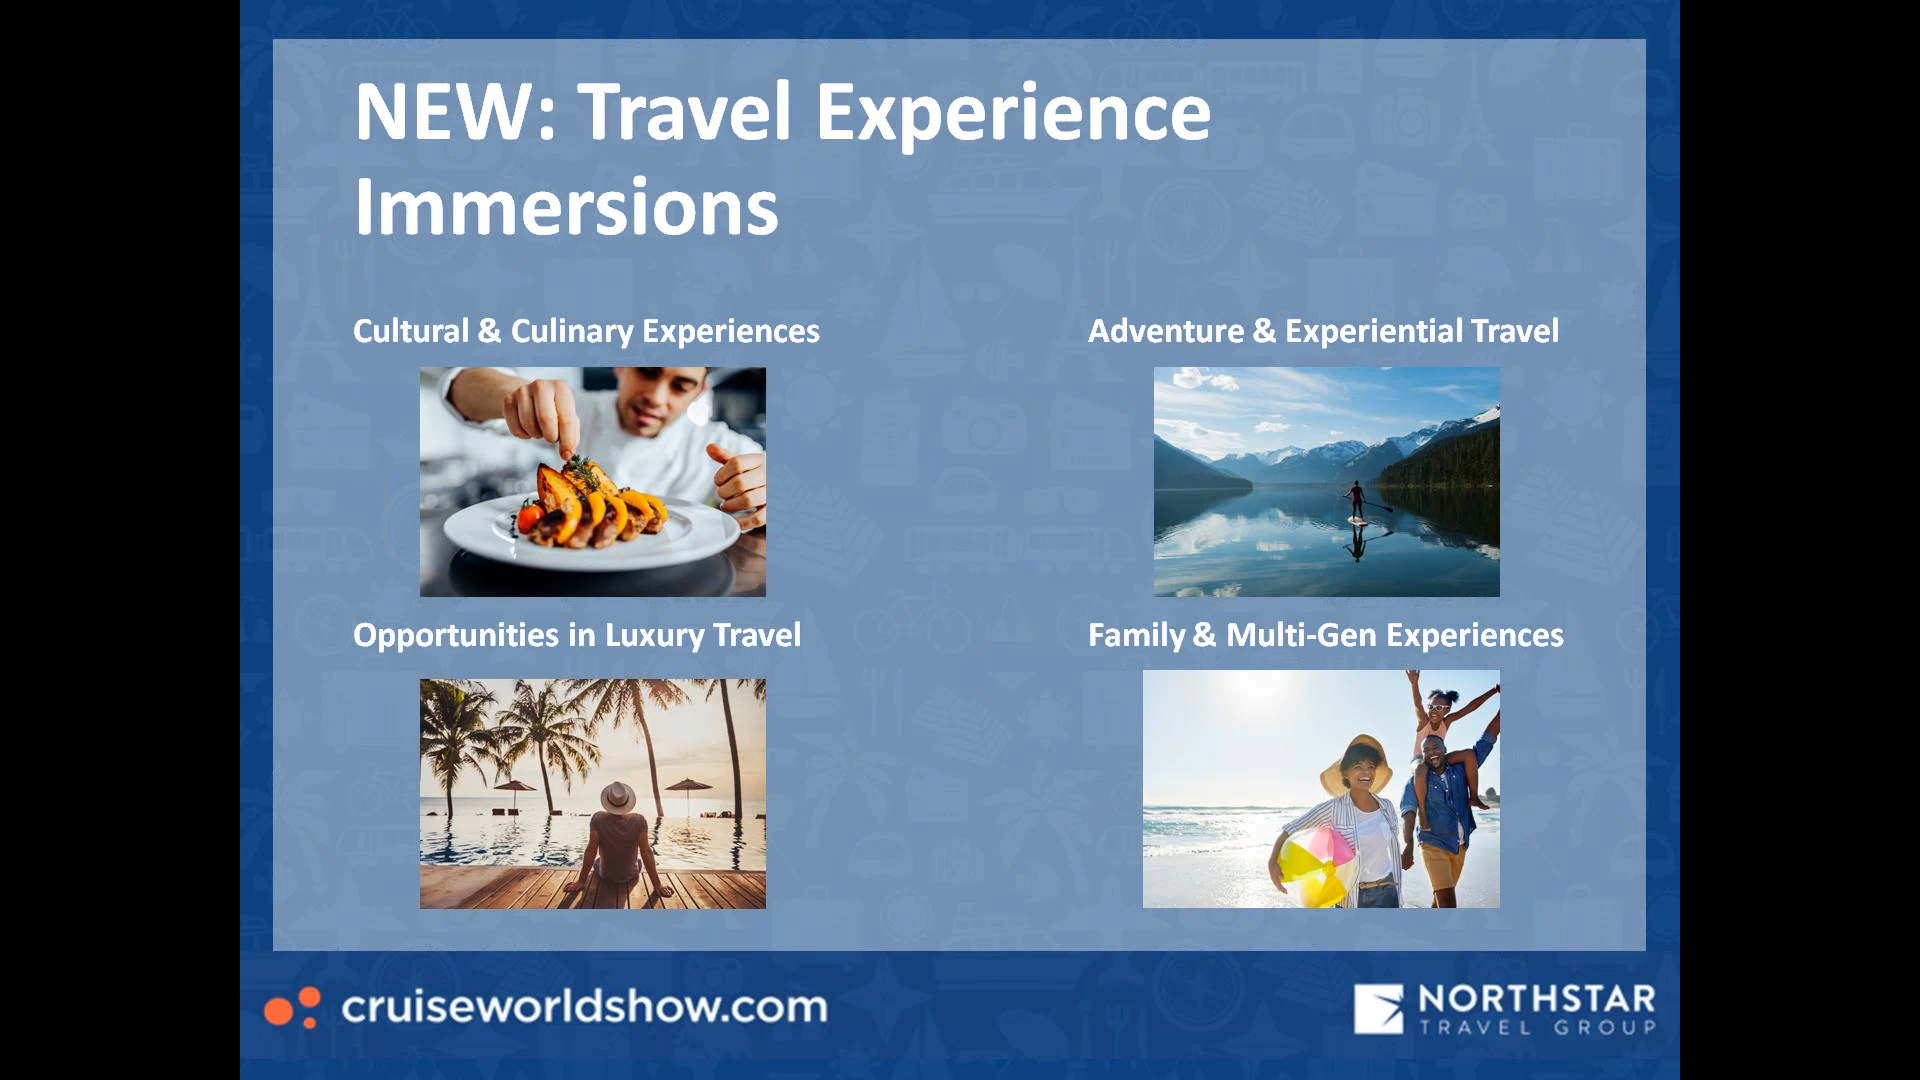 NEW: Travel Experience
Immersions
Cultural & Culinary Experiences
Adventure & Experiential Travel
Opportunities in Luxury Travel
Family & Multi-Gen Experiences
cruiseworldshow.com
NORTHSTAR
TRAVEL GROUP